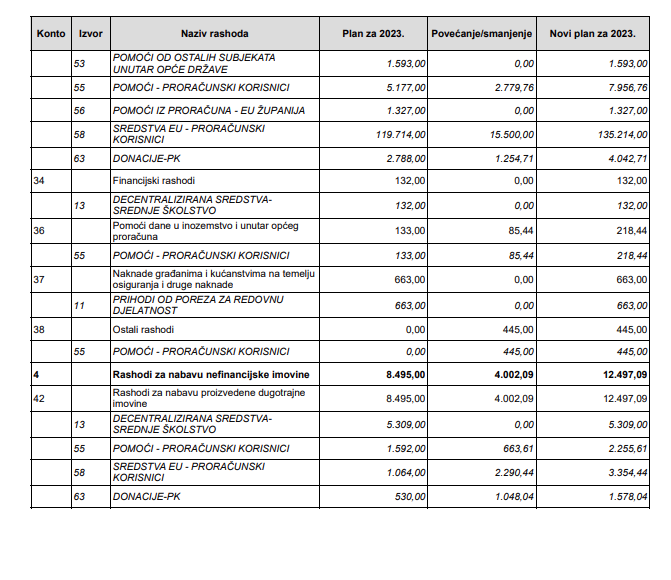 Konto Izvor Naziv rashoda Plan za 2023. Povećanje/smanjenje Novi plan za 2023.
53 POMOĆI OD OSTALIH SUBJEKATA
UNUTAR OPĆE DRŽAVE 1.593,00 0,00 1.593,00
55 POMOĆI - PRORAČUNSKI KORISNICI 5.177,00 2.779,76 7.956,76
56 POMOĆI IZ PRORAČUNA - EU ŽUPANIJA 1.327,00 0,00 1.327,00
58 SREDSTVA EU - PRORAČUNSKI
KORISNICI 119.714,00 15.500,00 135.214,00
63 DONACIJE-PK 2.788,00 1.254,71 4.042,71
34 Financijski rashodi 132,00 0,00 132,00
13 DECENTRALIZIRANA SREDSTVA-
SREDNJE ŠKOLSTVO 132,00 0,00 132,00
36 Pomoći dane u inozemstvo i unutar općeg
proračuna 133,00 85,44 218,44
55 POMOĆI - PRORAČUNSKI KORISNICI 133,00 85,44 218,44
37 Naknade građanima i kućanstvima na temelju
osiguranja i druge naknade 663,00 0,00 663,00
11 PRIHODI OD POREZA ZA REDOVNU
DJELATNOST 663,00 0,00 663,00
38 Ostali rashodi 0,00 445,00 445,00
55 POMOĆI - PRORAČUNSKI KORISNICI 0,00 445,00 445,00
4 Rashodi za nabavu nefinancijske imovine 8.495,00 4.002,09 12.497,09
42 Rashodi za nabavu proizvedene dugotrajne
imovine 8.495,00 4.002,09 12.497,09
13 DECENTRALIZIRANA SREDSTVA-
SREDNJE ŠKOLSTVO 5.309,00 0,00 5.309,00
55 POMOĆI - PRORAČUNSKI KORISNICI 1.592,00 663,61 2.255,61
58 SREDSTVA EU - PRORAČUNSKI
KORISNICI 1.064,00 2.290,44 3.354,44
63 DONACIJE-PK 530,00 1.048,04 1.578,04